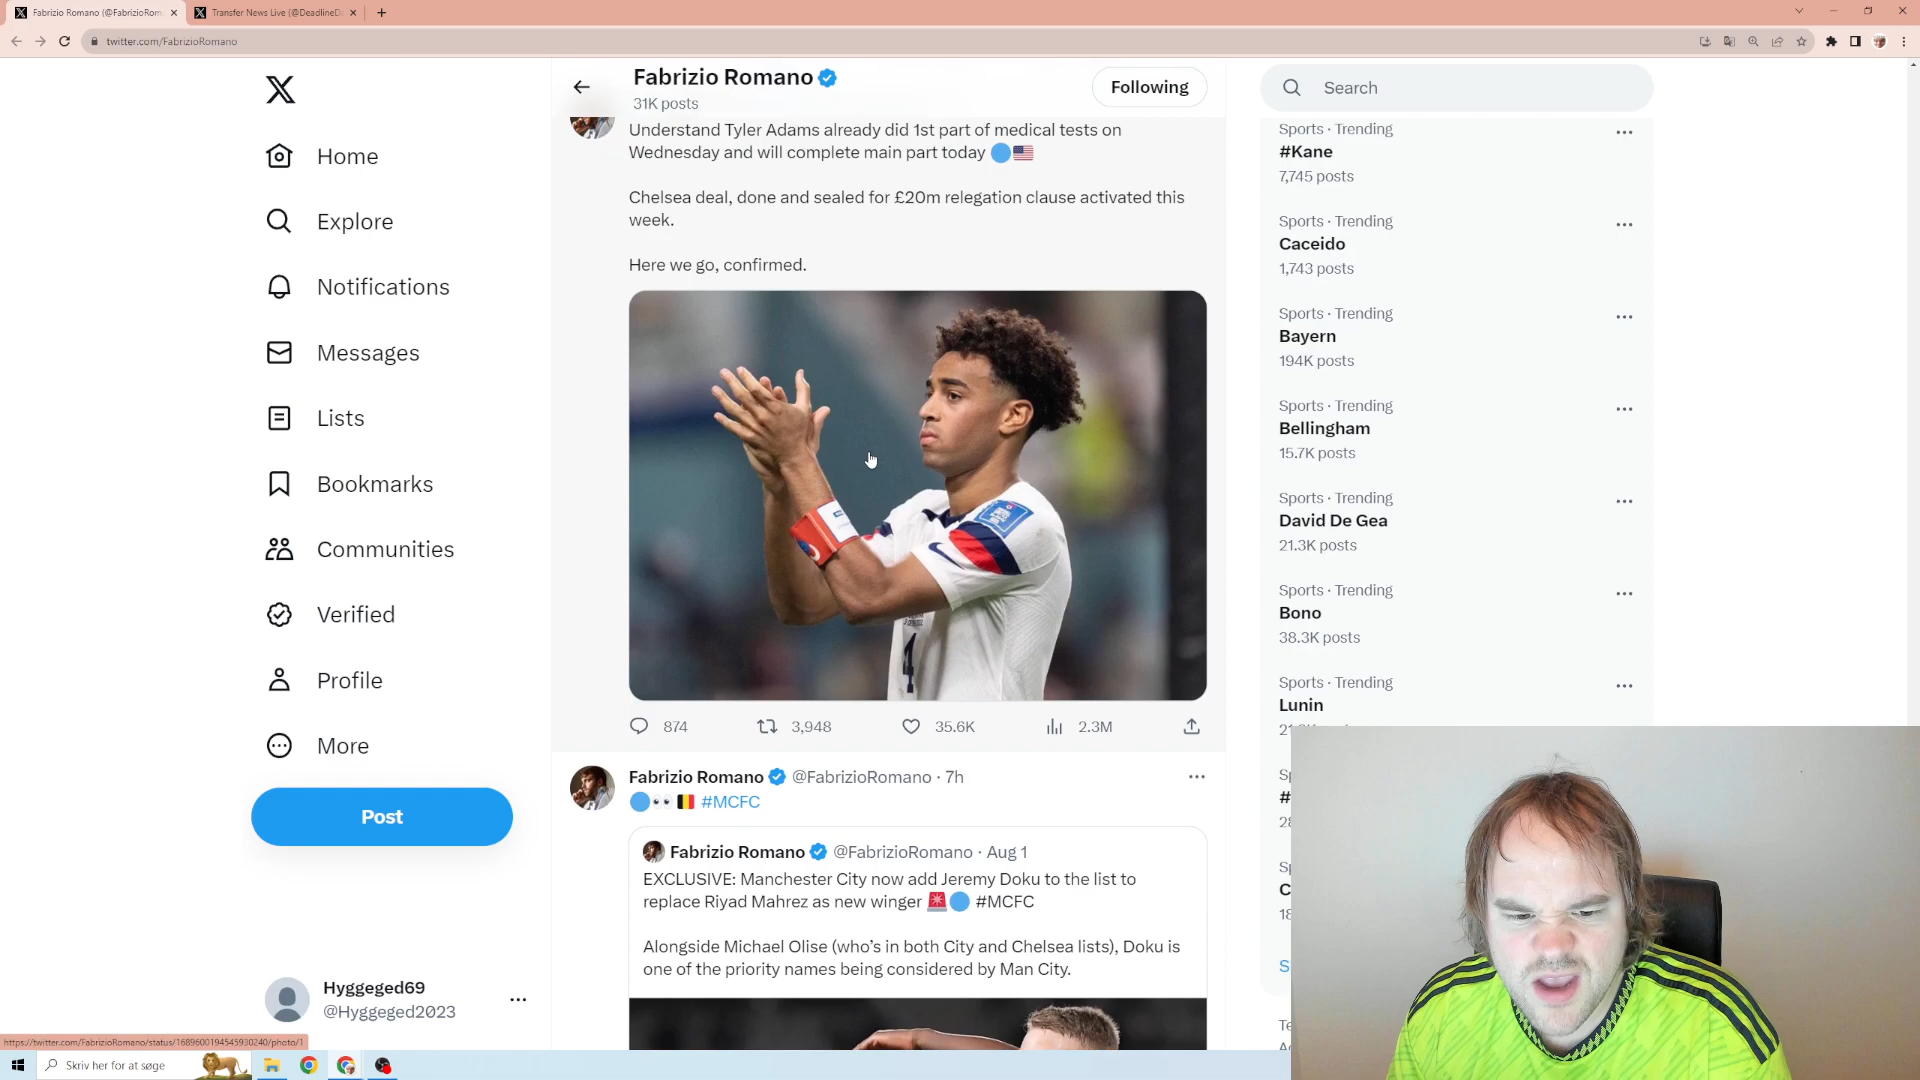 Fabrizio Romano (@FabrizioRom
Transfer News Live (@DeadlineD
twitter.com/FabrizioRomano
Home
Explore
Notifications
Messages
Lists
Bookmarks
Communities
Verified
Profile
More
Post
Hyggeged69
@Hyggeged2023
Fabrizio Romano
31K posts
Following
Understand Tyler Adams already did 1st part of medical tests on
Wednesday and will complete main part today 🔵🇺🇸
Chelsea deal, done and sealed for £20m relegation clause activated this
week.
Here we go, confirmed.
4
874
3,948
35.6K
2.3M
Fabrizio Romano @FabrizioRomano · 7h
🔵👀🇧🇪 #MCFC
Fabrizio Romano @FabrizioRomano · Aug 1
EXCLUSIVE: Manchester City now add Jeremy Doku to the list to
replace Riyad Mahrez as new winger 🚨🔵 #MCFC
Alongside Michael Olise (who's in both City and Chelsea lists), Doku is
one of the priority names being considered by Man City.
Search
Sports · Trending
#Kane
7,745 posts
Sports · Trending
Caceido
1,743 posts
Sports · Trending
Bayern
194K posts
Sports · Trending
Bellingham
15.7K posts
Sports · Trending
David De Gea
21.3K posts
Sports · Trending
Bono
38.3K posts
Sports · Trending
Lunin
https://twitter.com/FabrizioRomano/status/1689600194545930240/photo/1
Skriv her for at søge